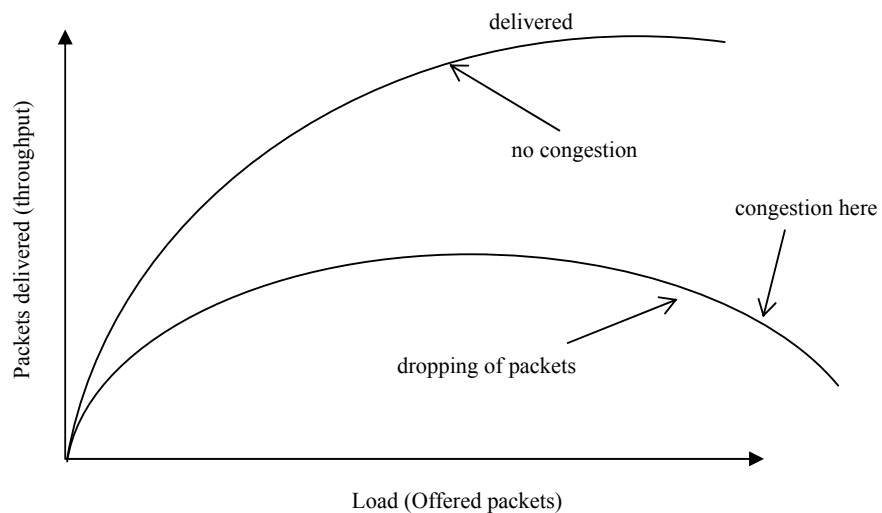 delivered
no congestion
congestion here
Packets delivered (throughput)
dropping of packets
Load (Offered packets)